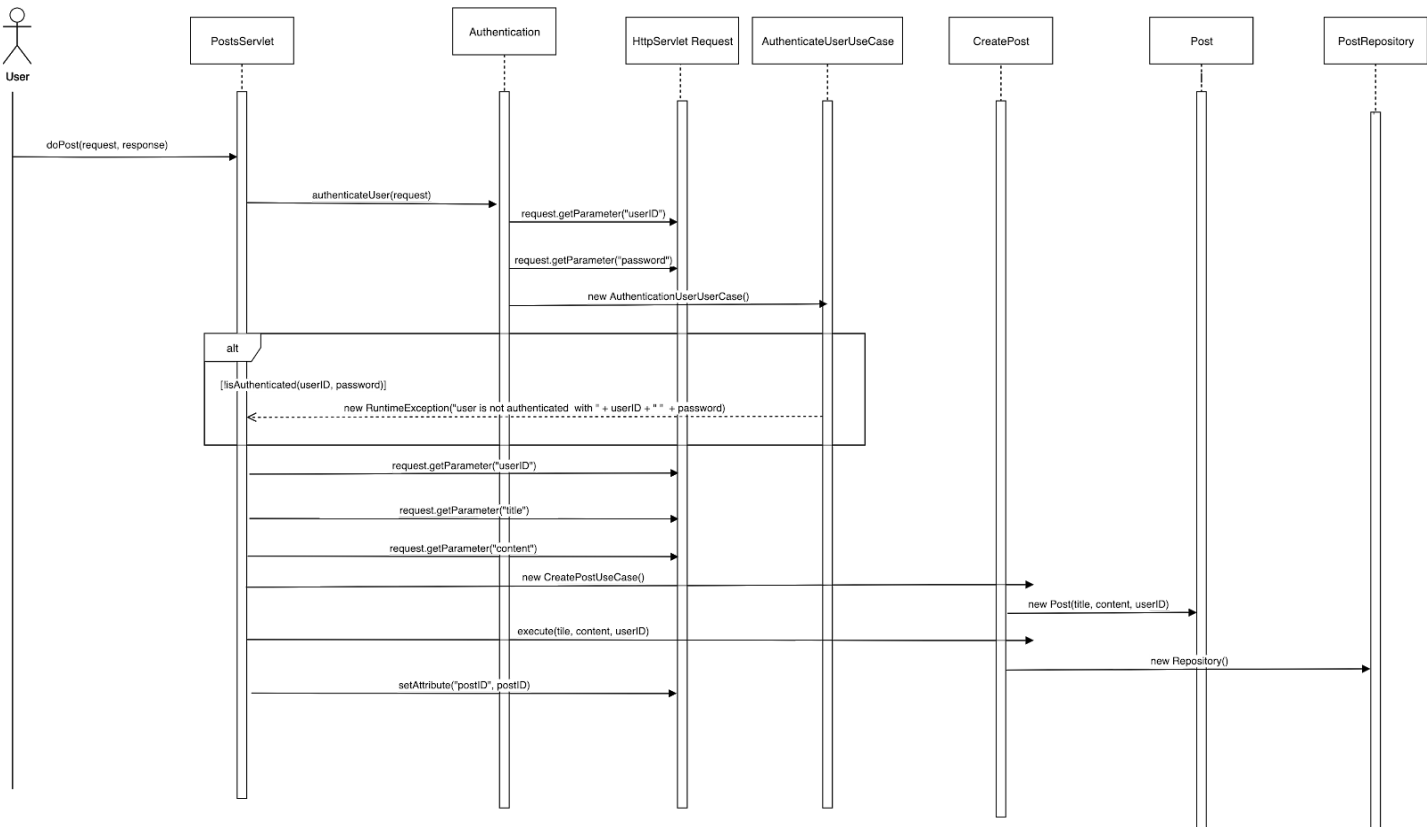 User
PostsServlet
Authentication
HttpServlet Request
AuthenticateUserUseCase
CreatePost
Post
PostRepository
doPost(request, response)
authenticateUser(request)
request.getParameter("userID")
request.getParameter("password")
new AuthenticationUserUserCase()
alt
[!isAuthenticated(userID, password)]
new RuntimeException("user is not authenticated with " + userID + " " + password)
request.getParameter("userID")
request.getParameter("title")
request.getParameter("content")
new CreatePostUseCase()
new Post(title, content, userID)
execute(tile, content, userID)
new Repository()
setAttribute("postID", postID)